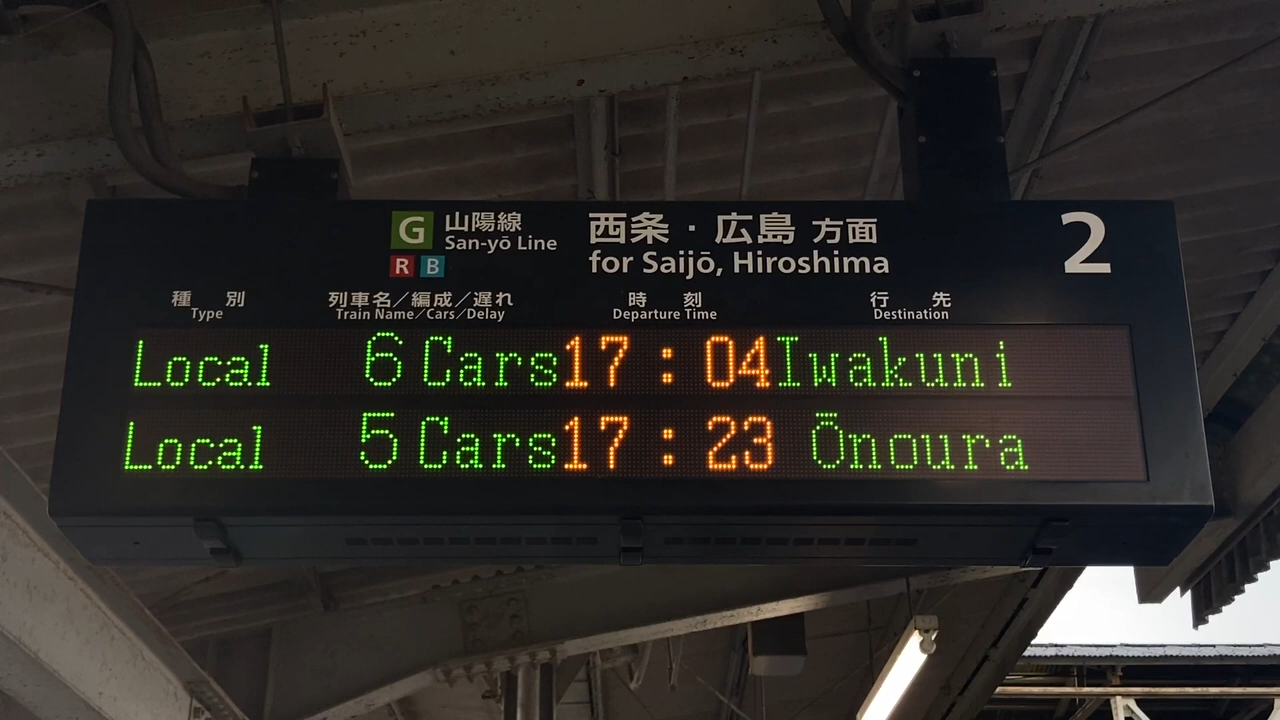 G 山陽線 西条・広島 方面 2
San-yō Line for Saijō, Hiroshima
R B
種別 列車名／編成／遅れ 時刻 行先
Type Train Name／Cars／Delay Departure Time Destination
Local 6 Cars 17:04 Iwakuni
Local 5 Cars 17:23 Ōnoura